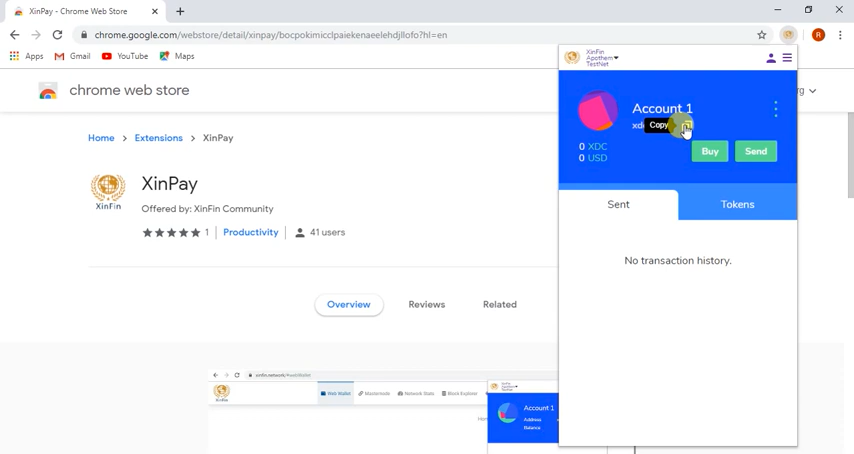 XinPay - Chrome Web Store
chrome.google.com/webstore/detail/xinpay/bocpokimicclpaiekenaeelehdjllofo?hl=en
R
Apps Gmail YouTube Maps
chrome web store
rg
Home > Extensions > XinPay
XinFin
XinPay
Offered by: XinFin Community
1 Productivity 41 users
Overview Reviews Related
XinFin
Apothem
TestNet
Account 1
xd
Copy
0 XDC
0 USD
Buy Send
Sent Tokens
No transaction history.
Web Wallet Masternode Network Stats Block Explorer
Account 1
Address
Balance